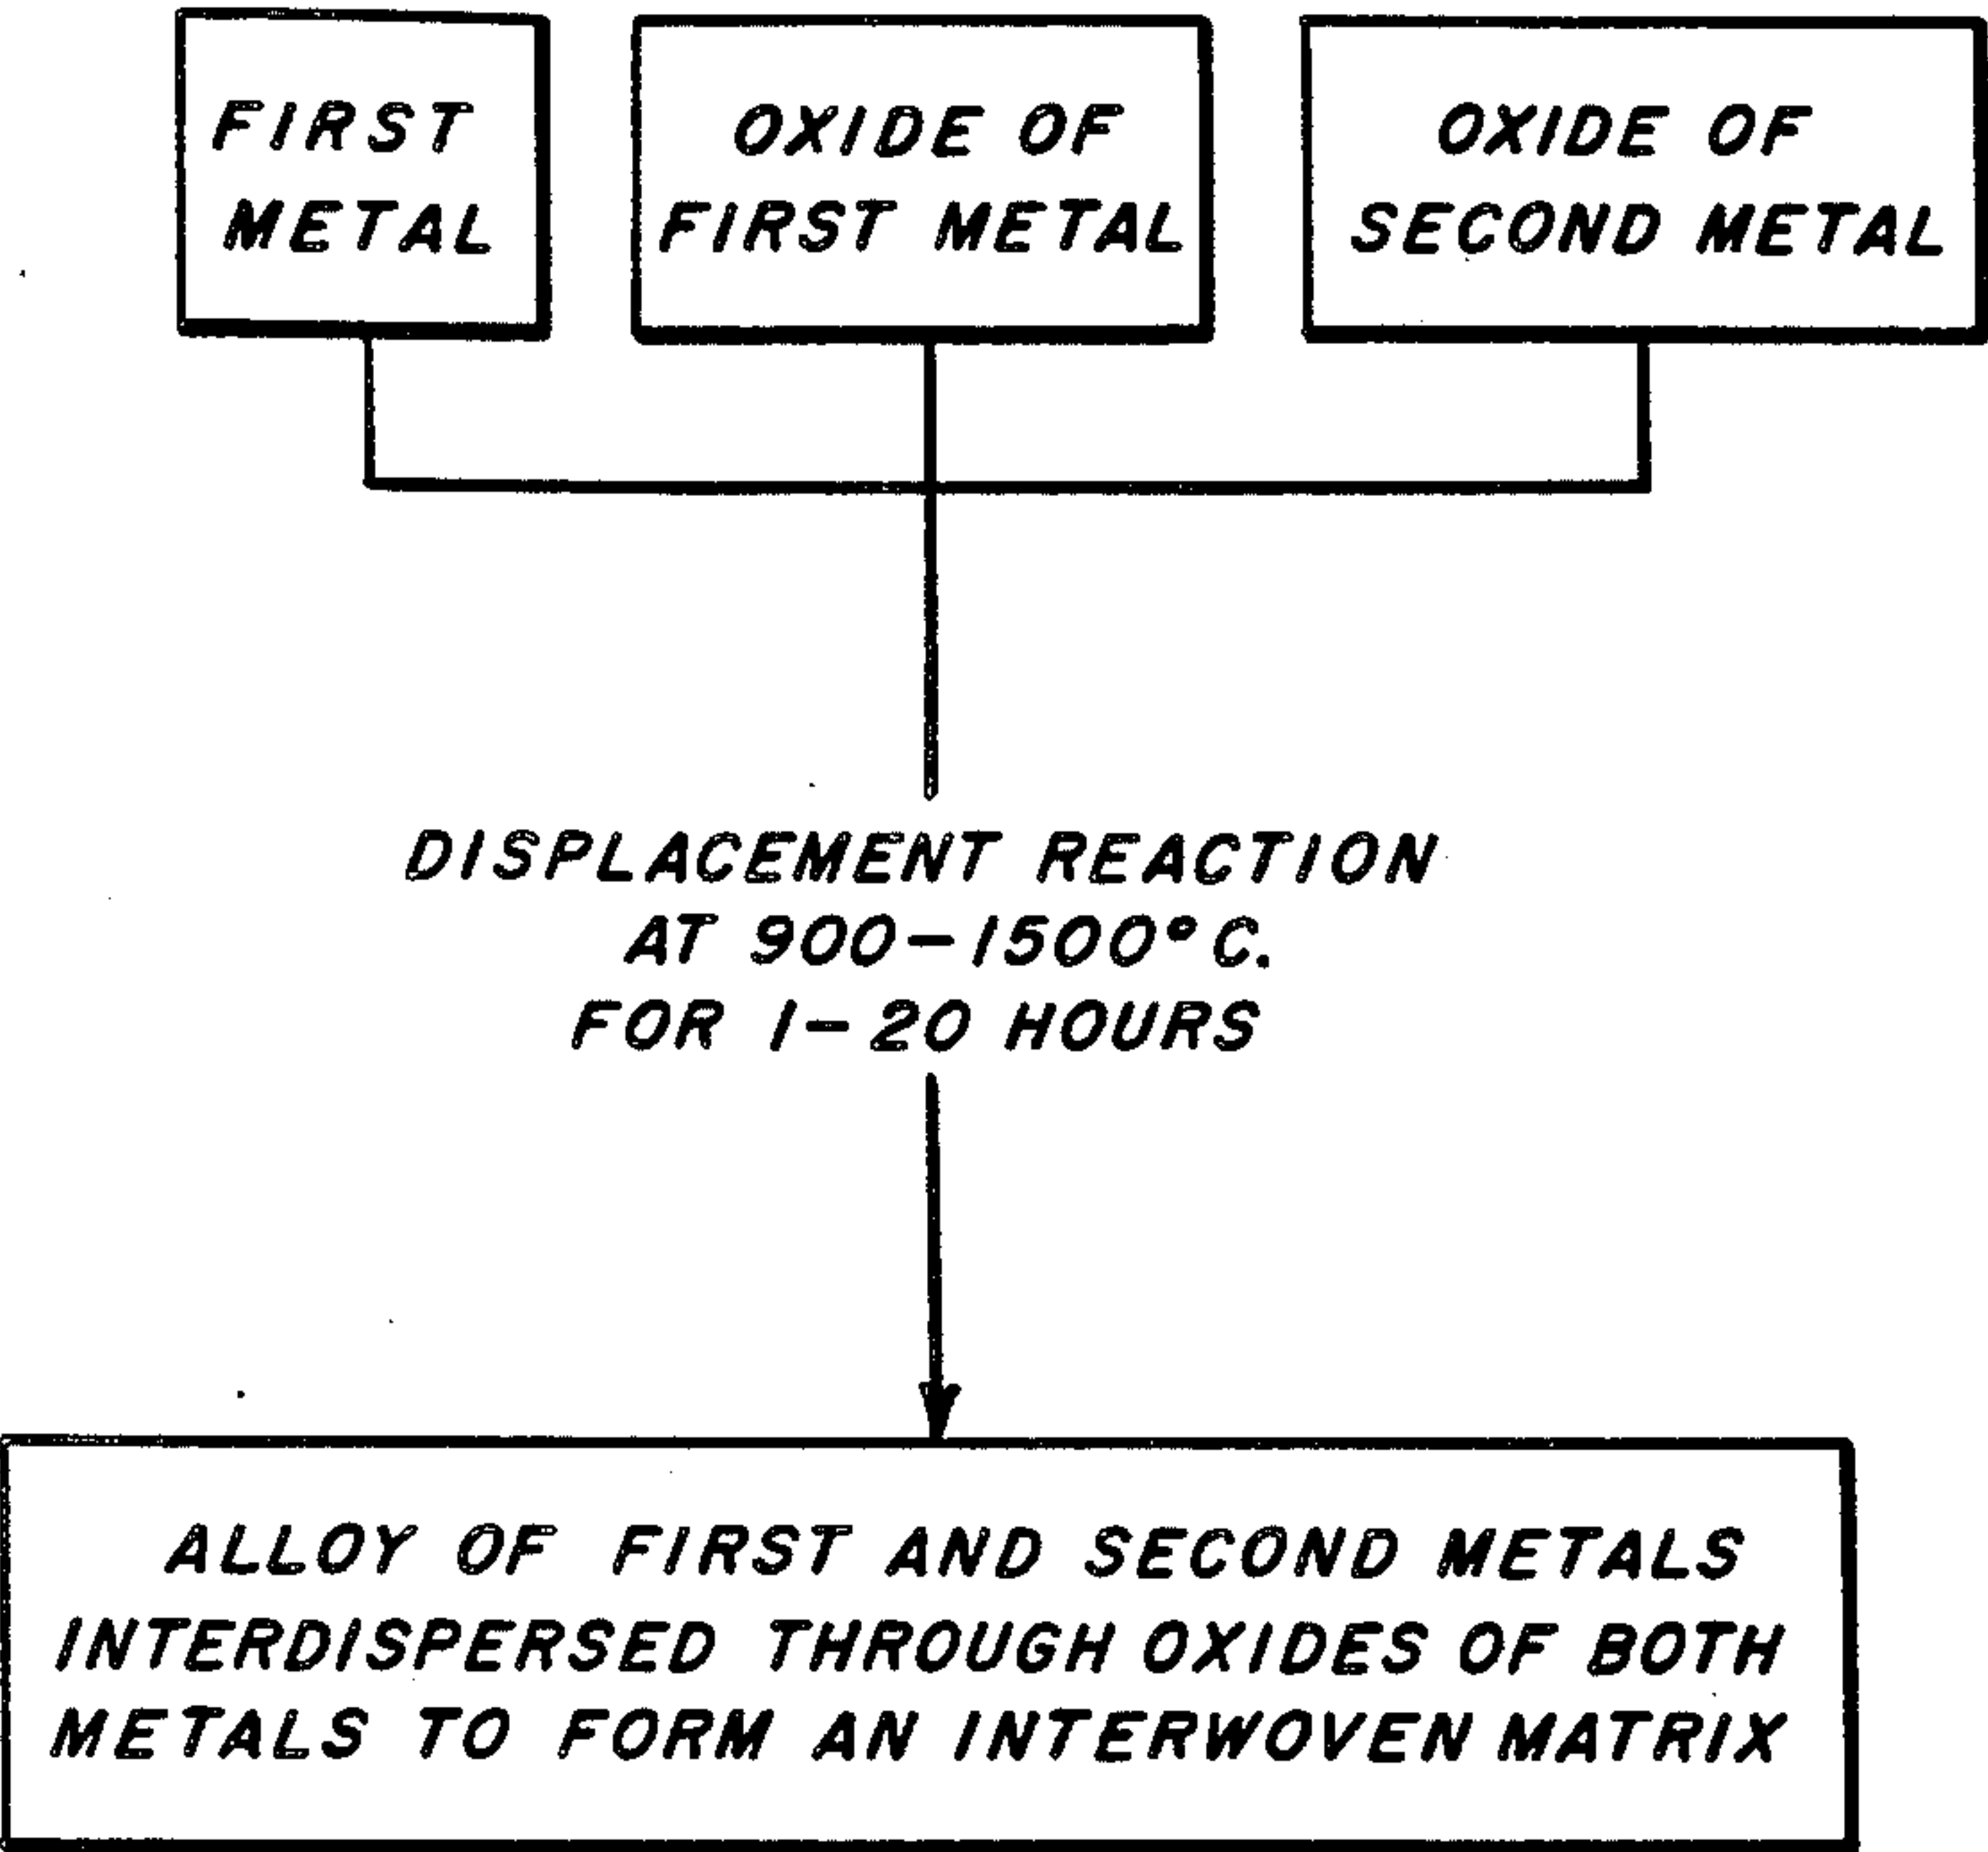 FIRST
METAL
OXIDE OF
FIRST METAL
OXIDE OF
SECOND METAL
DISPLACEMENT REACTION
AT 900-1500°C.
FOR 1-20 HOURS
ALLOY OF FIRST AND SECOND METALS
INTERDISPERSED THROUGH OXIDES OF BOTH
METALS TO FORM AN INTERWOVEN MATRIX